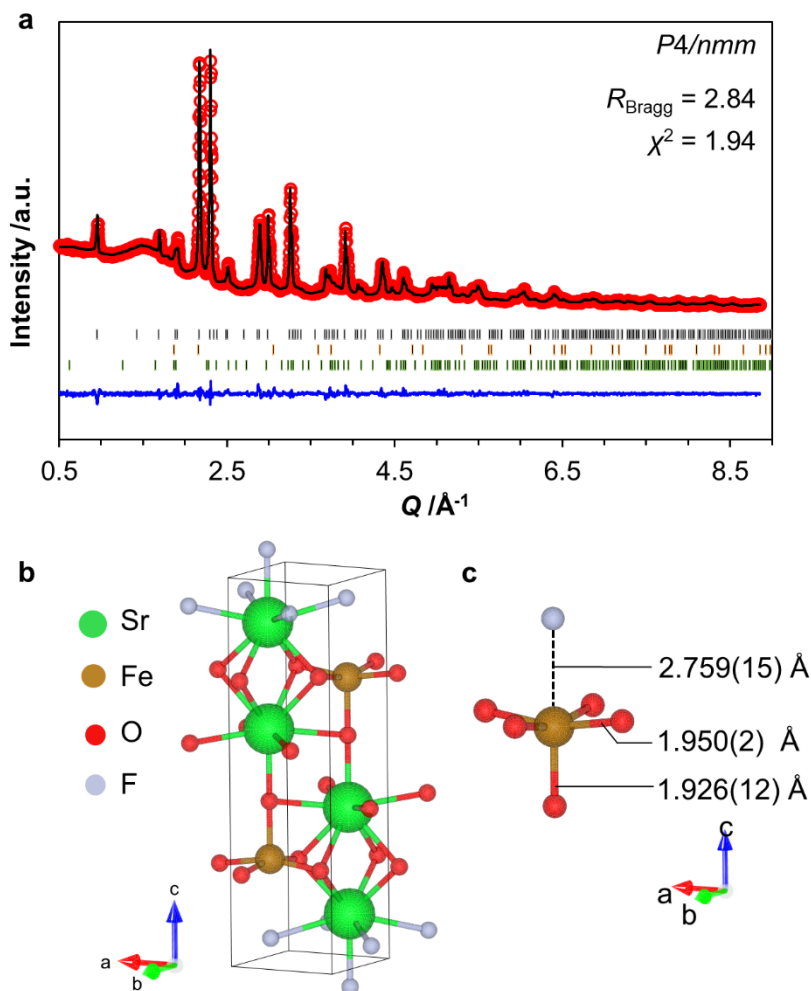 a
P4/nmm
R_Bragg = 2.84
χ² = 1.94
Intensity /a.u.
0.5 2.5 4.5 6.5 8.5
Q /Å⁻¹
b
Sr
Fe
O
F
c
a
b
c
2.759(15) Å
1.950(2) Å
1.926(12) Å
c
a
b